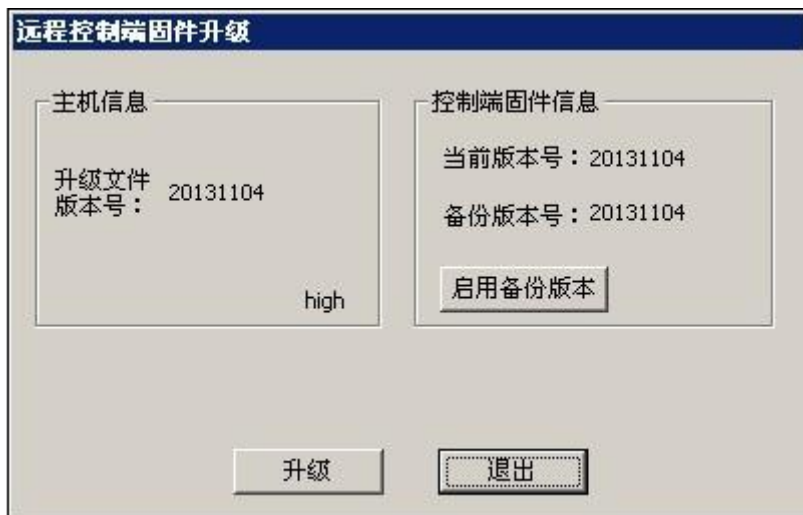 远程控制端固件升级
主机信息
升级文件
版本号： 20131104
high
控制端固件信息
当前版本号：20131104
备份版本号：20131104
启用备份版本
升级
退出